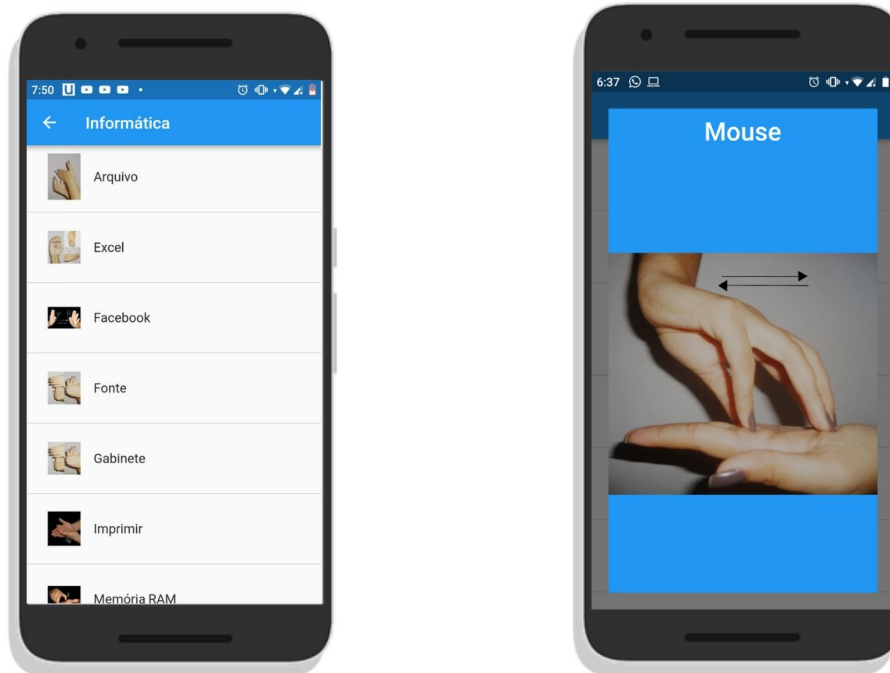 7:50
Informática
Arquivo
Excel
Facebook
Fonte
Gabinete
Imprimir
Memória RAM
6:37
Mouse